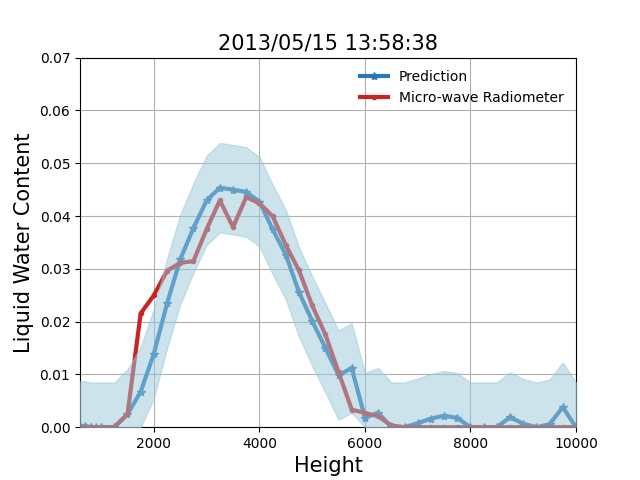 2013/05/15 13:58:38
0.07
0.06
0.05
0.04
0.03
0.02
0.01
0.00
Liquid Water Content
Prediction
Micro-wave Radiometer
2000 4000 6000 8000 10000
Height